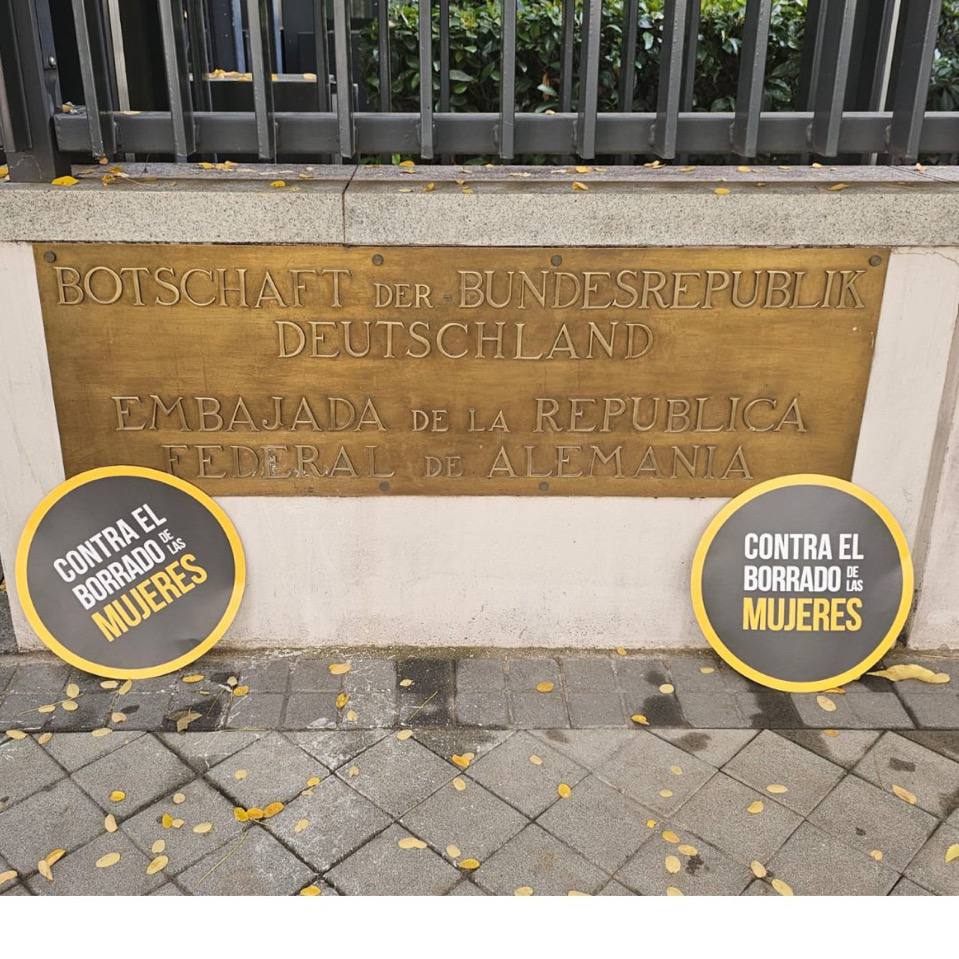 BOTSCHAFT DER BUNDESREPUBLIK
DEUTSCHLAND
EMBAJADA DE LA REPUBLICA
FEDERAL DE ALEMANIA
CONTRA EL
BORRADO DE LAS
MUJERES
CONTRA EL
BORRADO DE LAS
MUJERES